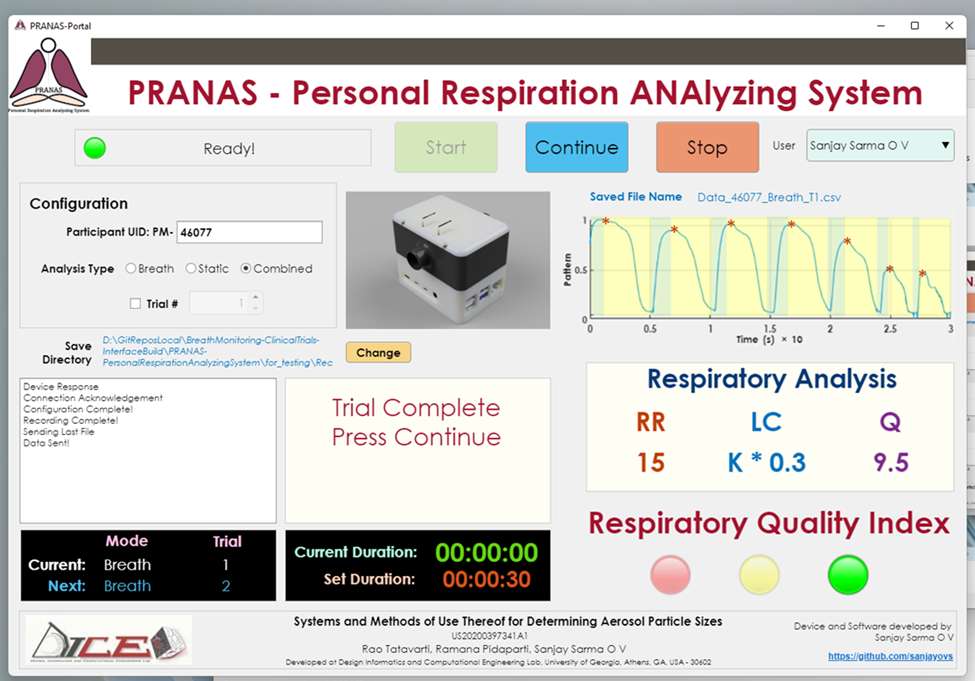 PRANAS-Portal
PRANAS
Personal Respiration Analyzing System
PRANAS - Personal Respiration ANAlyzing System
Ready!
Start
Continue
Stop
User
Sanjay Sarma O V
Configuration
Participant UID: PM- 46077
Analysis Type Breath Static Combined
Trial # 1
Save Directory
D:\GitReposLocal\BreathMonitoring-ClinicalTrials-
InterfaceBuild\PRANAS-
PersonalRespirationAnalyzingSystem\for_testing\Rec
Change
Saved File Name Data_46077_Breath_T1.csv
Pattern
1
0.5
0
0 0.5 1 1.5 2 2.5 3
Time (s) × 10
Device Response
Connection Acknowledgement
Configuration Complete!
Recording Complete!
Sending Last File
Data Sent!
Trial Complete
Press Continue
Respiratory Analysis
RR LC Q
15 K * 0.3 9.5
Respiratory Quality Index
Mode Trial
Current: Breath 1
Next: Breath 2
Current Duration: 00:00:00
Set Duration: 00:00:30
DICE
Systems and Methods of Use Thereof for Determining Aerosol Particle Sizes
US20200397341A1
Rao Tatavarti, Ramana Pidaparti, Sanjay Sarma O V
Developed at Design Informatics and Computational Engineering Lab, University of Georgia, Athens, GA, USA - 30602
Device and Software developed by
Sanjay Sarma O V
https://github.com/sanjayovs